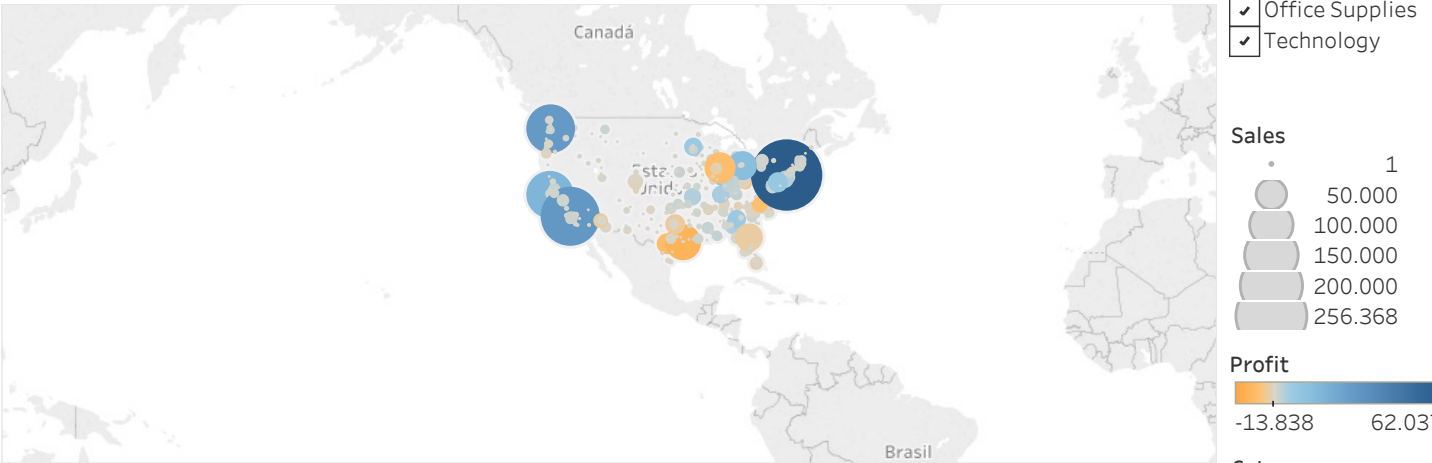 Canadá
Brasil
Office Supplies
Technology
Sales
1
50.000
100.000
150.000
200.000
256.368
Profit
-13.838